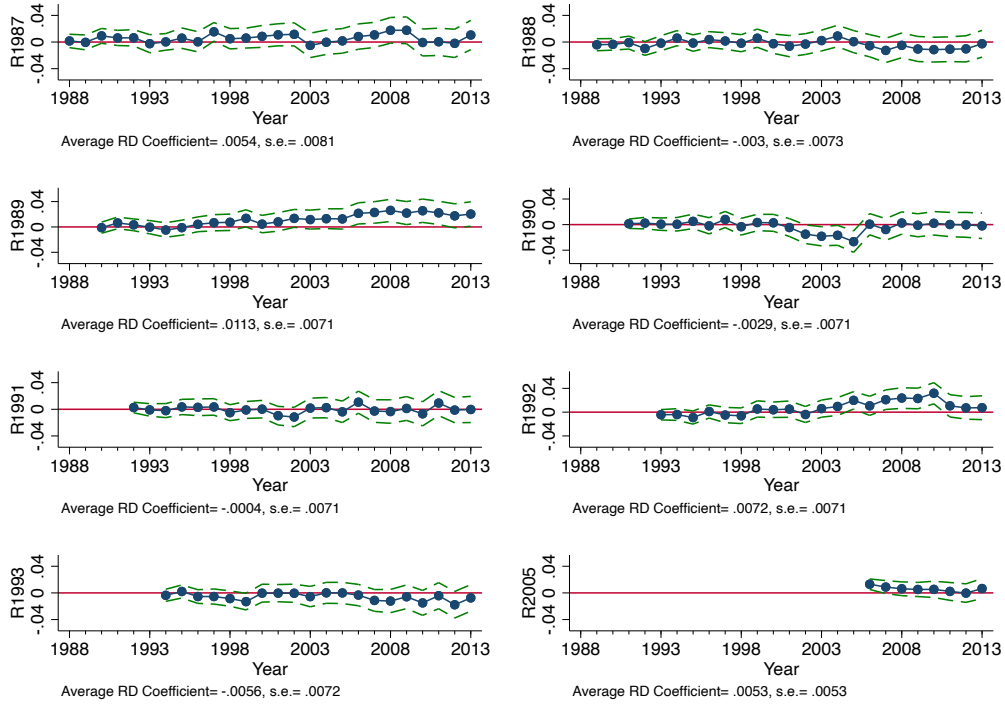 R1987
.04
0
-.04
1988 1993 1998 2003 2008 2013
Year
Average RD Coefficient= .0054, s.e.= .0081
R1988
.04
0
-.04
1988 1993 1998 2003 2008 2013
Year
Average RD Coefficient= -.003, s.e.= .0073
R1989
.04
0
-.04
1988 1993 1998 2003 2008 2013
Year
Average RD Coefficient= .0113, s.e.= .0071
R1990
.04
0
-.04
1988 1993 1998 2003 2008 2013
Year
Average RD Coefficient= -.0029, s.e.= .0071
R1991
.04
0
-.04
1988 1993 1998 2003 2008 2013
Year
Average RD Coefficient= -.0004, s.e.= .0071
R1992
.04
0
-.04
1988 1993 1998 2003 2008 2013
Year
Average RD Coefficient= .0072, s.e.= .0071
R1993
.04
0
-.04
1988 1993 1998 2003 2008 2013
Year
Average RD Coefficient= -.0056, s.e.= .0072
R2005
.04
0
-.04
1988 1993 1998 2003 2008 2013
Year
Average RD Coefficient= .0053, s.e.= .0053